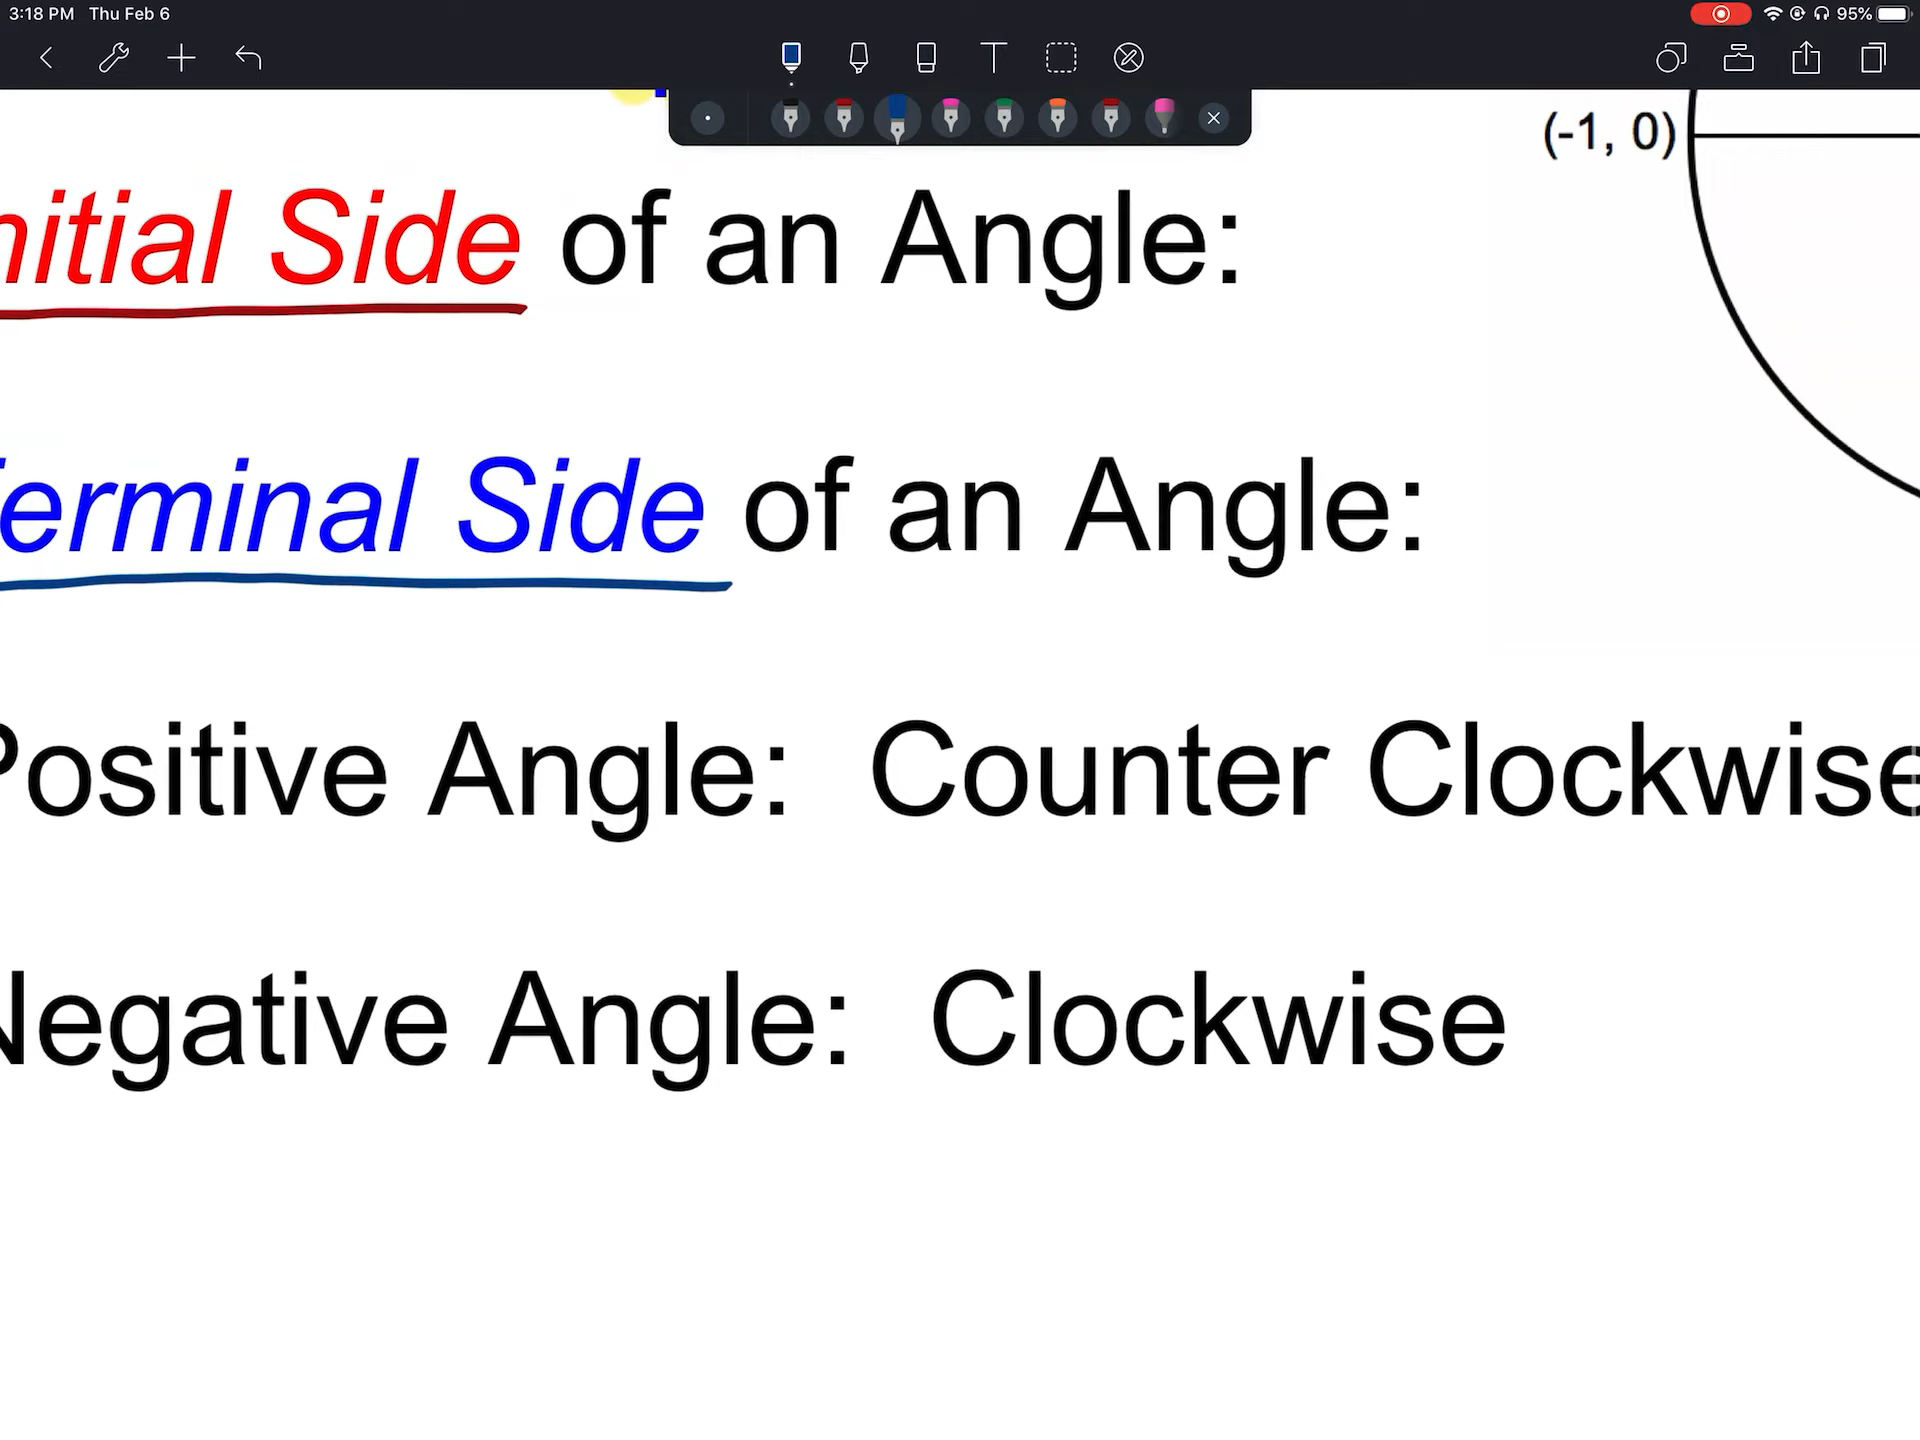 3:18 PM Thu Feb 6
95%
(-1, 0)
nitial Side of an Angle:
erminal Side of an Angle:
Positive Angle: Counter Clockwise
Negative Angle: Clockwise